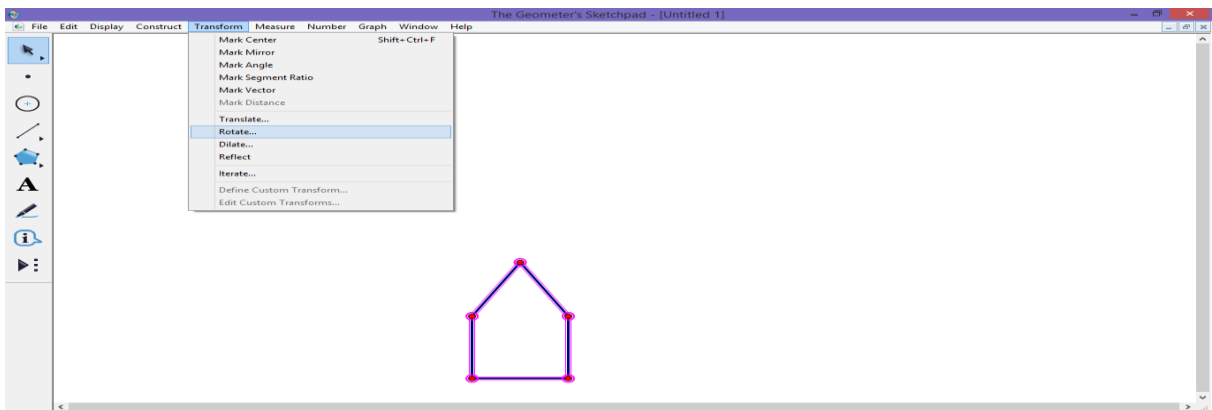 The Geometer's Sketchpad - [Untitled 1]
File Edit Display Construct Transform Measure Number Graph Window Help
Mark Center Shift+Ctrl+F
Mark Mirror
Mark Angle
Mark Segment Ratio
Mark Vector
Mark Distance
Translate...
Rotate...
Dilate...
Reflect
Iterate...
Define Custom Transform...
Edit Custom Transforms...
A
i